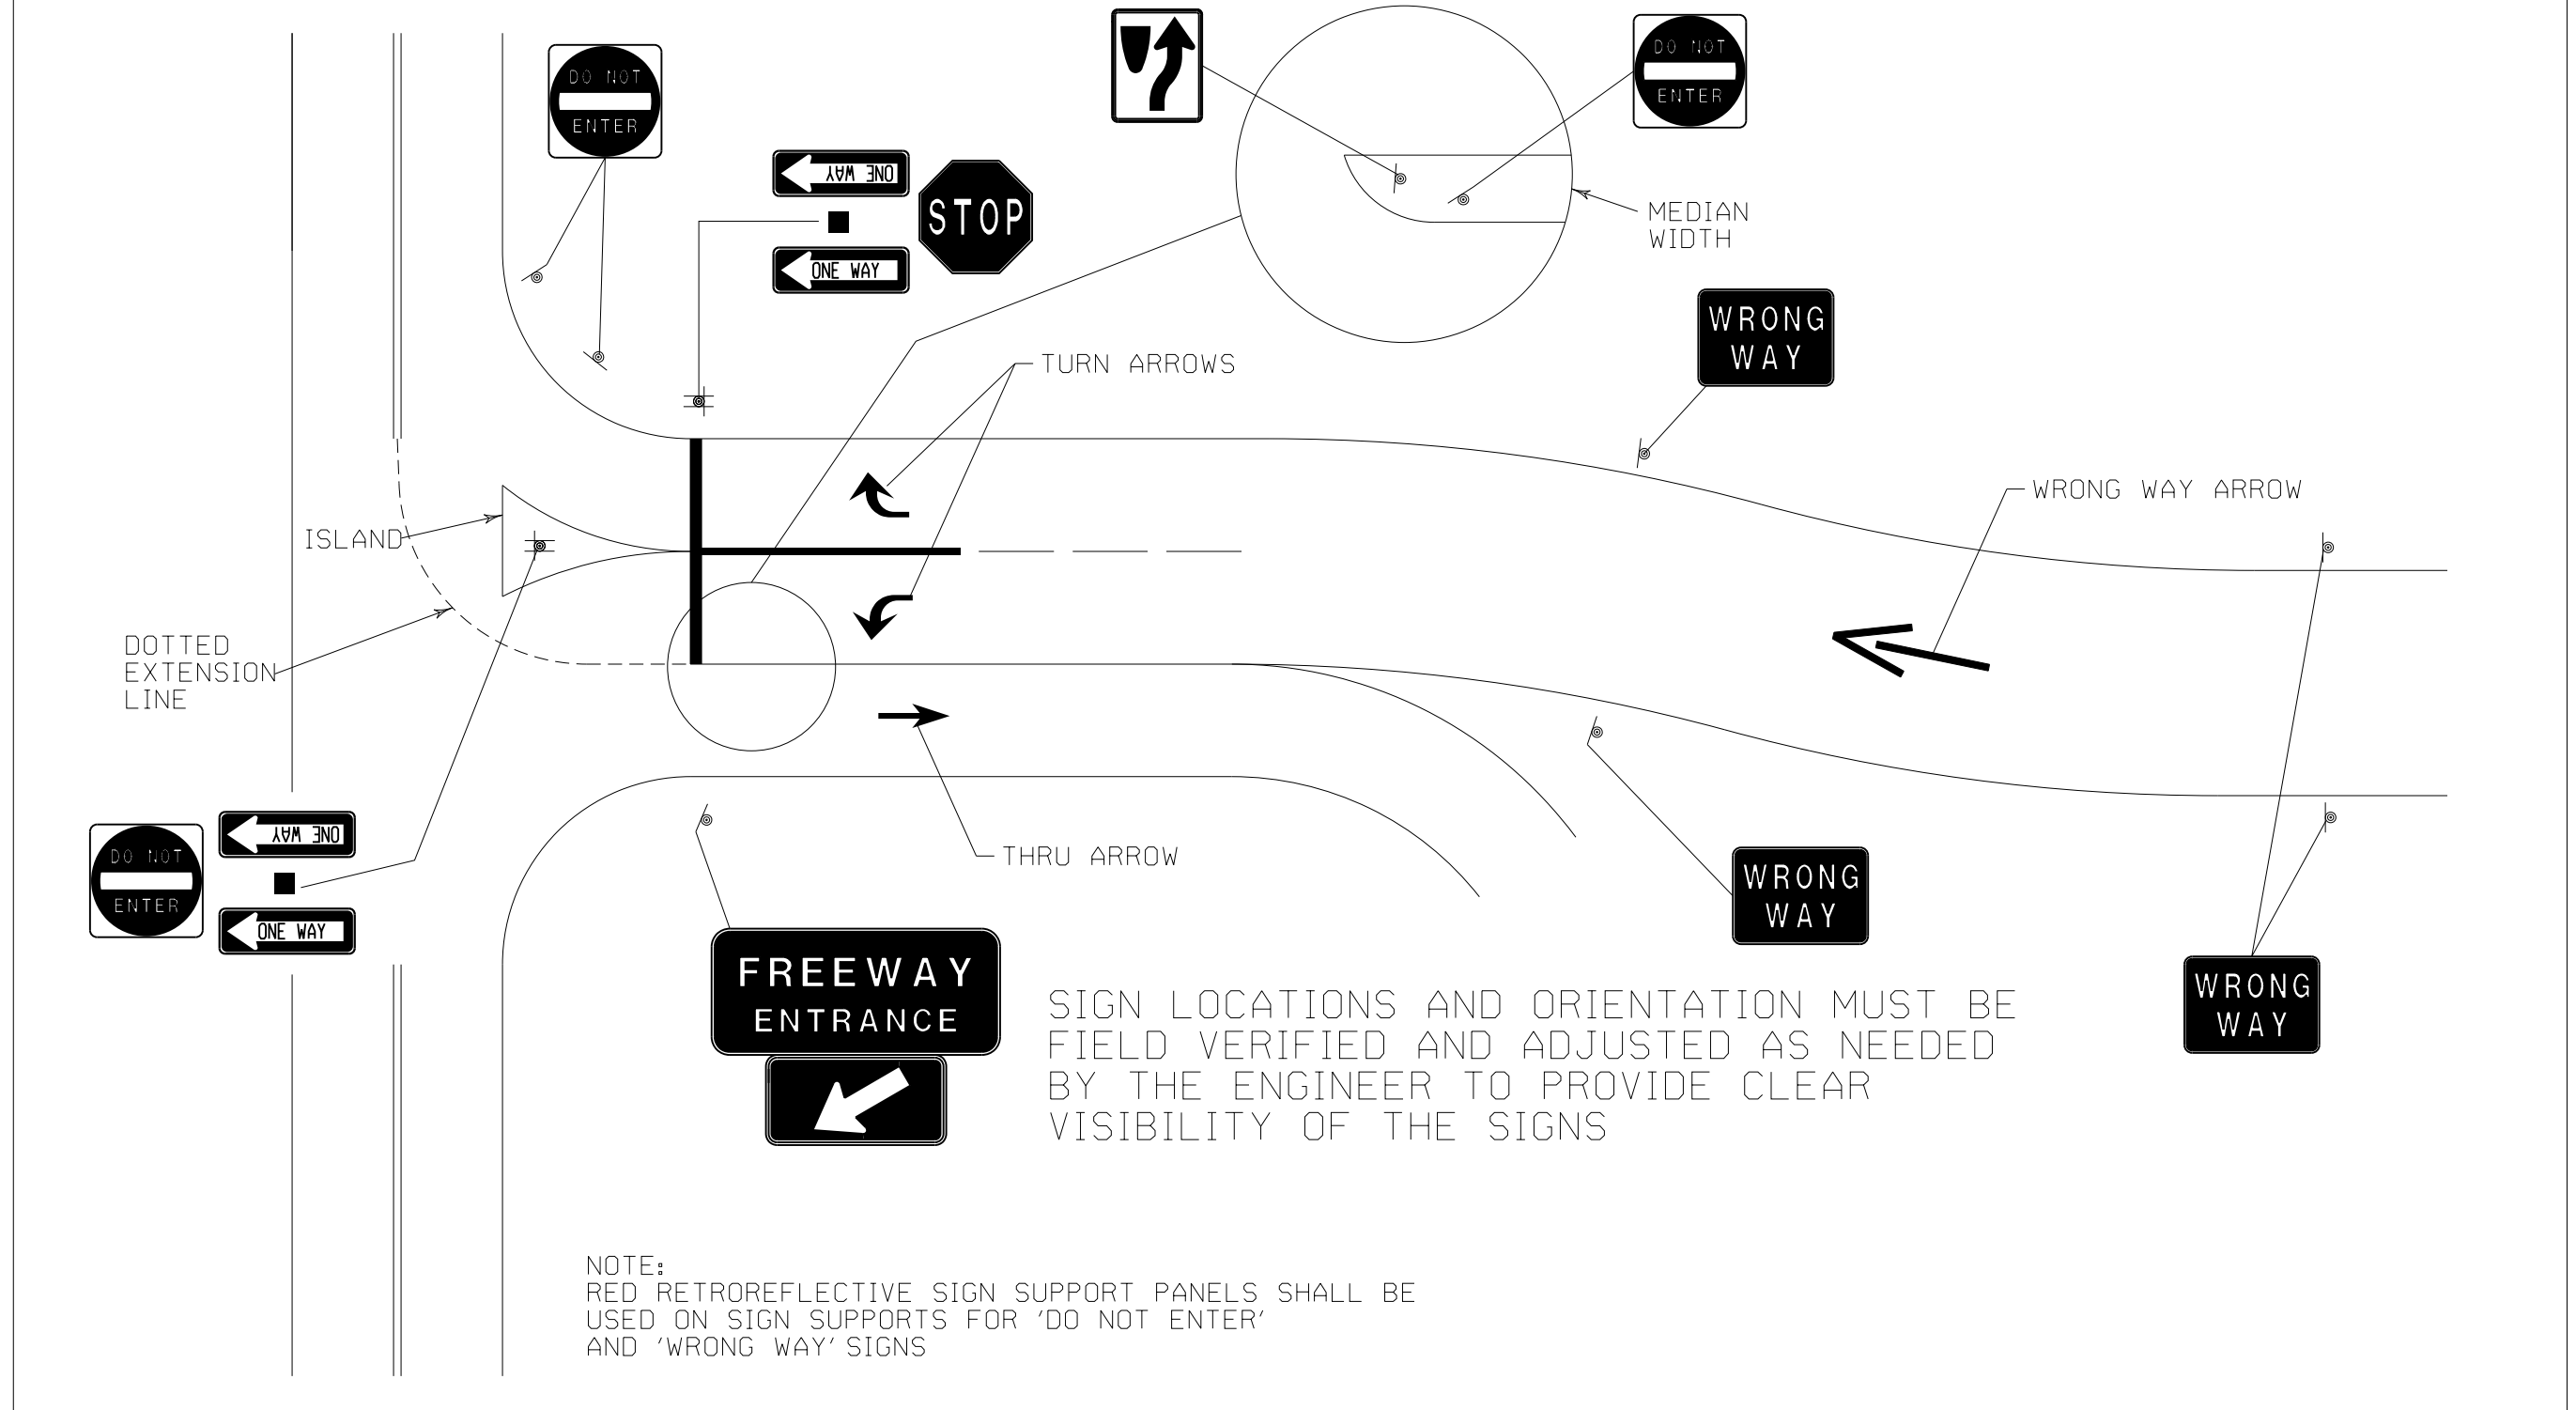 DO NOT
ENTER
ONE WAY
STOP
ONE WAY
DO NOT
ENTER
MEDIAN
WIDTH
WRONG
WAY
TURN ARROWS
WRONG WAY ARROW
ISLAND
DOTTED
EXTENSION
LINE
ONE WAY
DO NOT
ENTER
ONE WAY
THRU ARROW
WRONG
WAY
FREEWAY
ENTRANCE
WRONG
WAY
SIGN LOCATIONS AND ORIENTATION MUST BE
FIELD VERIFIED AND ADJUSTED AS NEEDED
BY THE ENGINEER TO PROVIDE CLEAR
VISIBILITY OF THE SIGNS
NOTE:
RED RETROREFLECTIVE SIGN SUPPORT PANELS SHALL BE
USED ON SIGN SUPPORTS FOR 'DO NOT ENTER'
AND 'WRONG WAY' SIGNS